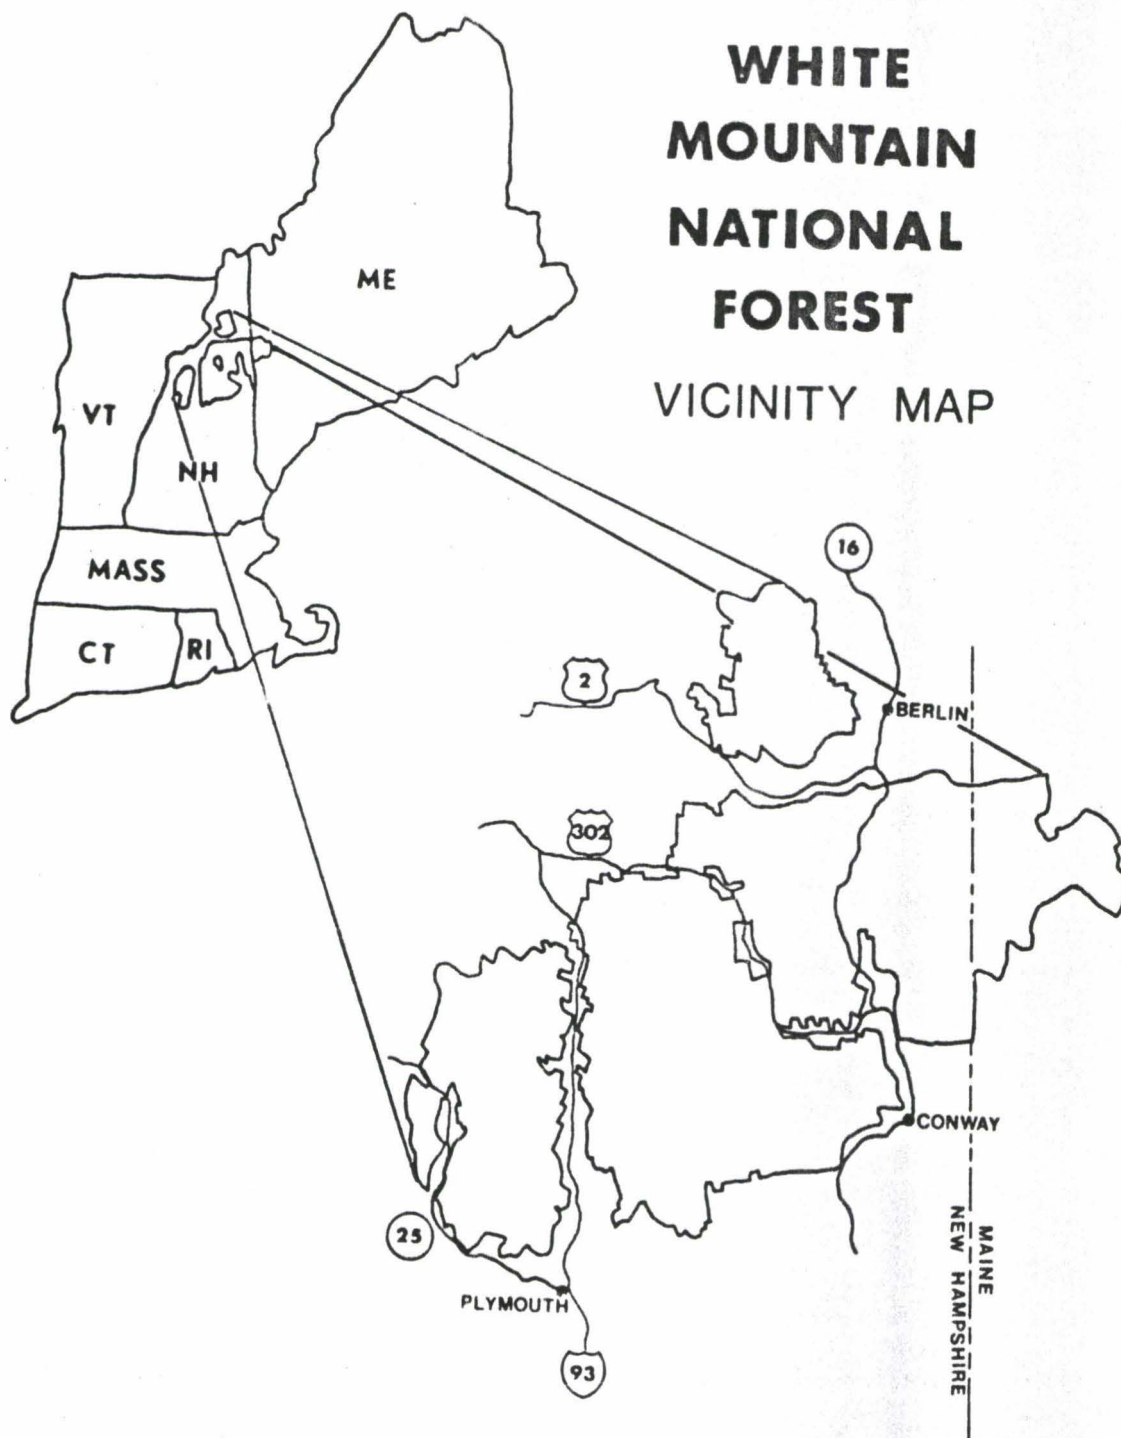 WHITE
MOUNTAIN
NATIONAL
FOREST
VICINITY MAP
ME
VT
NH
MASS
CT
RI
16
2
BERLIN
302
CONWAY
25
PLYMOUTH
93
MAINE
NEW HAMPSHIRE